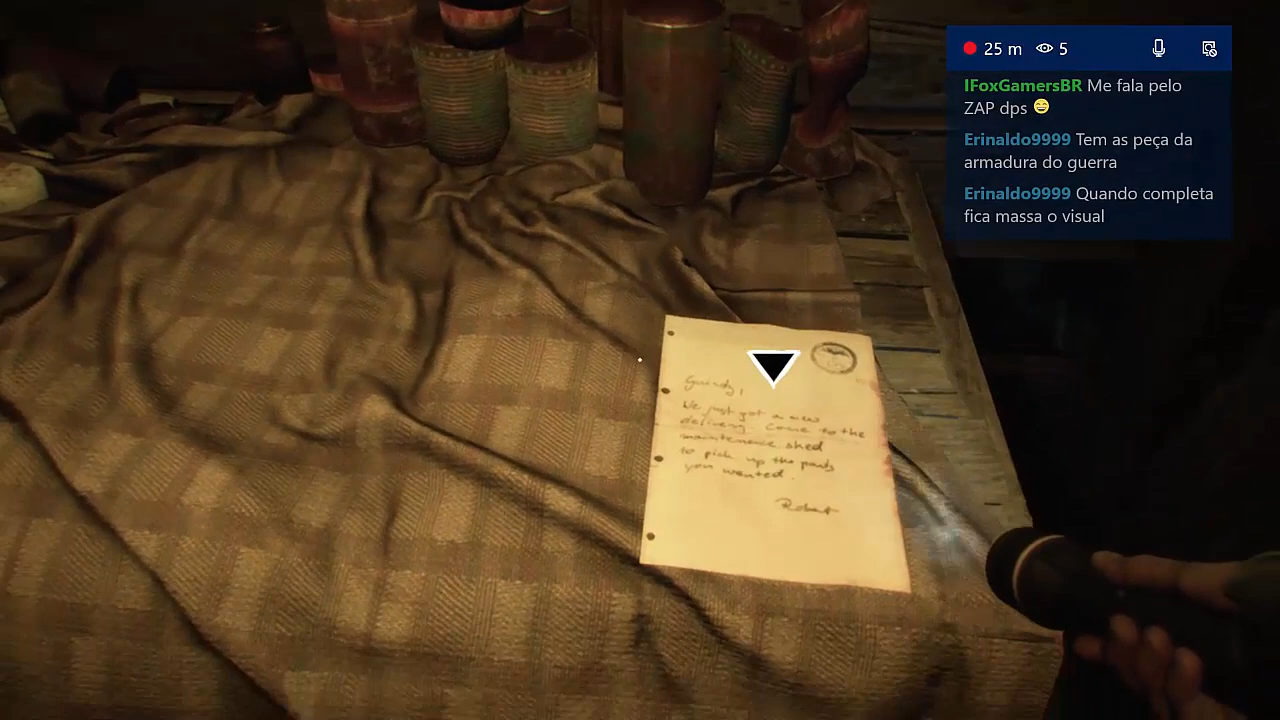 25 m 5
IFoxGamersBR Me fala pelo
ZAP dps 😄
Erinaldo9999 Tem as peça da
armadura do guerra
Erinaldo9999 Quando completa
fica massa o visual
We just got a new
delivery. Come to the
maintenance shed
to pick up the parts
you wanted.
Robert